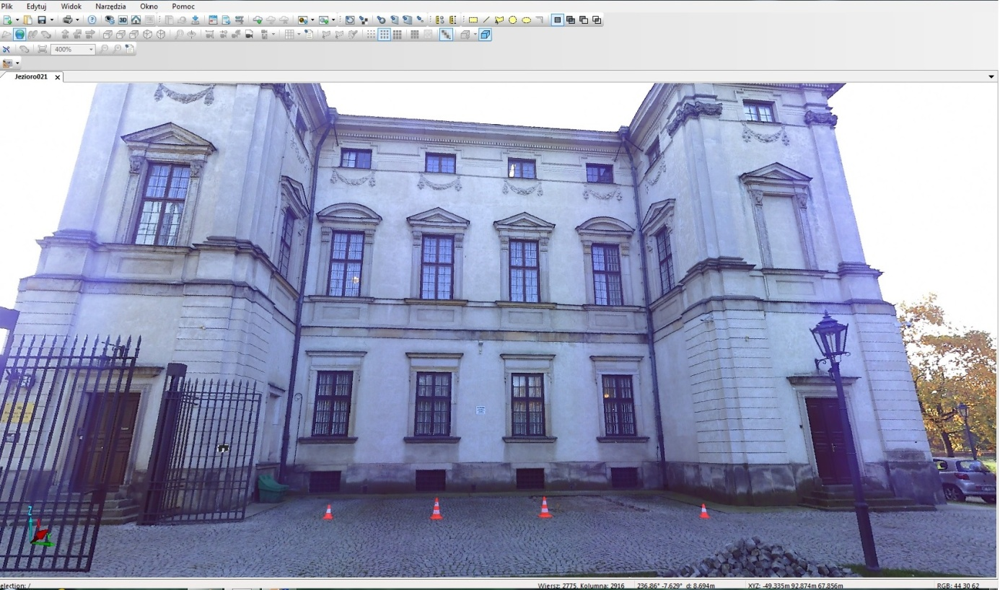 Plik Edytuj Widok Narzędzia Okno Pomoc
3D
400%
Jezioro021
Z
election: / Wiersz: 2775, Kolumna: 2916 236.86° -7.629° d: 8.694m XYZ: -49.335m 92.874m 67.856m RGB: 44 30 62